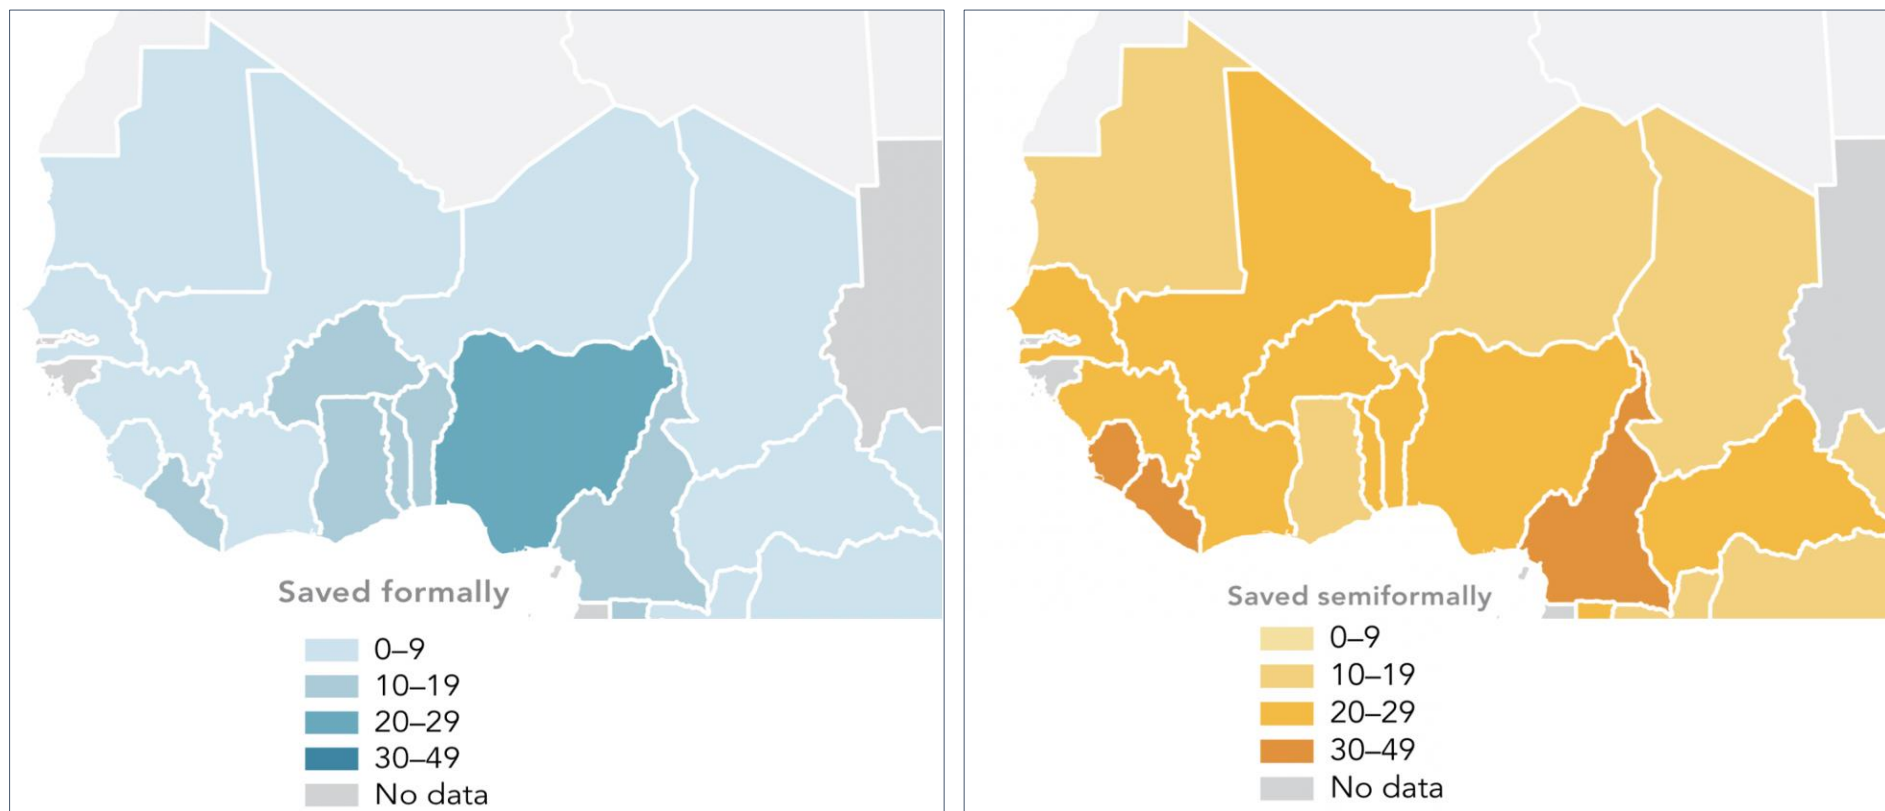 Saved formally
0–9
10–19
20–29
30–49
No data
Saved semiformally
0–9
10–19
20–29
30–49
No data